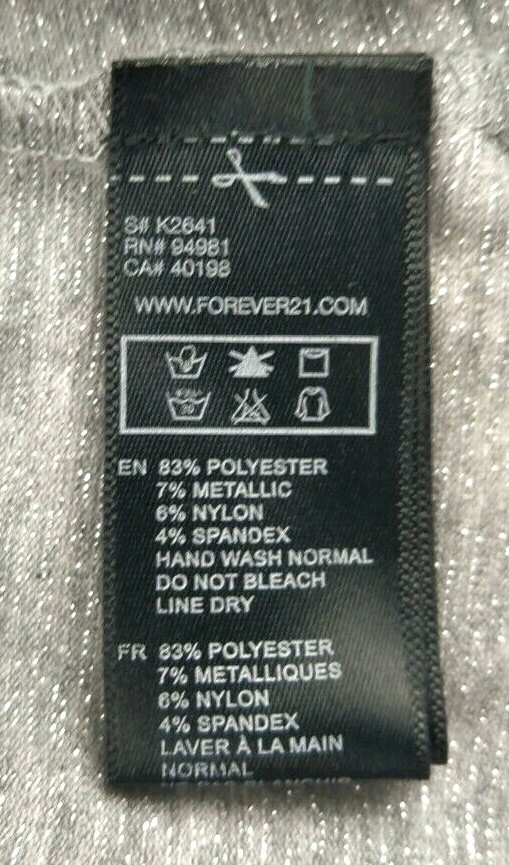 S# K2641
RN# 94981
CA# 40198
WWW.FOREVER21.COM
EN 83% POLYESTER
7% METALLIC
6% NYLON
4% SPANDEX
HAND WASH NORMAL
DO NOT BLEACH
LINE DRY
FR 83% POLYESTER
7% METALLIQUES
6% NYLON
4% SPANDEX
LAVER À LA MAIN
NORMAL